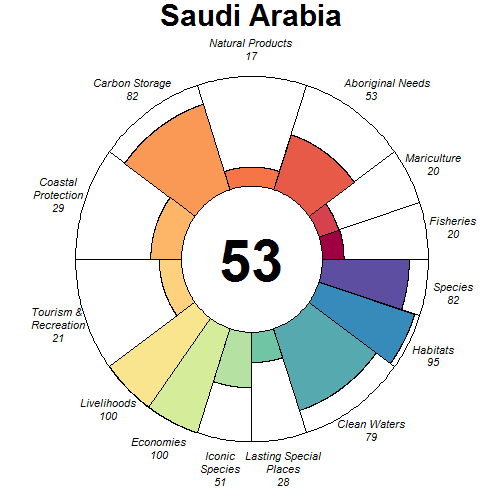 Saudi Arabia
Natural Products
17
Carbon Storage
82
Aboriginal Needs
53
Mariculture
20
Coastal
Protection
29
Fisheries
20
53
Species
82
Tourism &
Recreation
21
Habitats
95
Livelihoods
100
Clean Waters
79
Economies
100
Iconic
Species
51
Lasting Special
Places
28